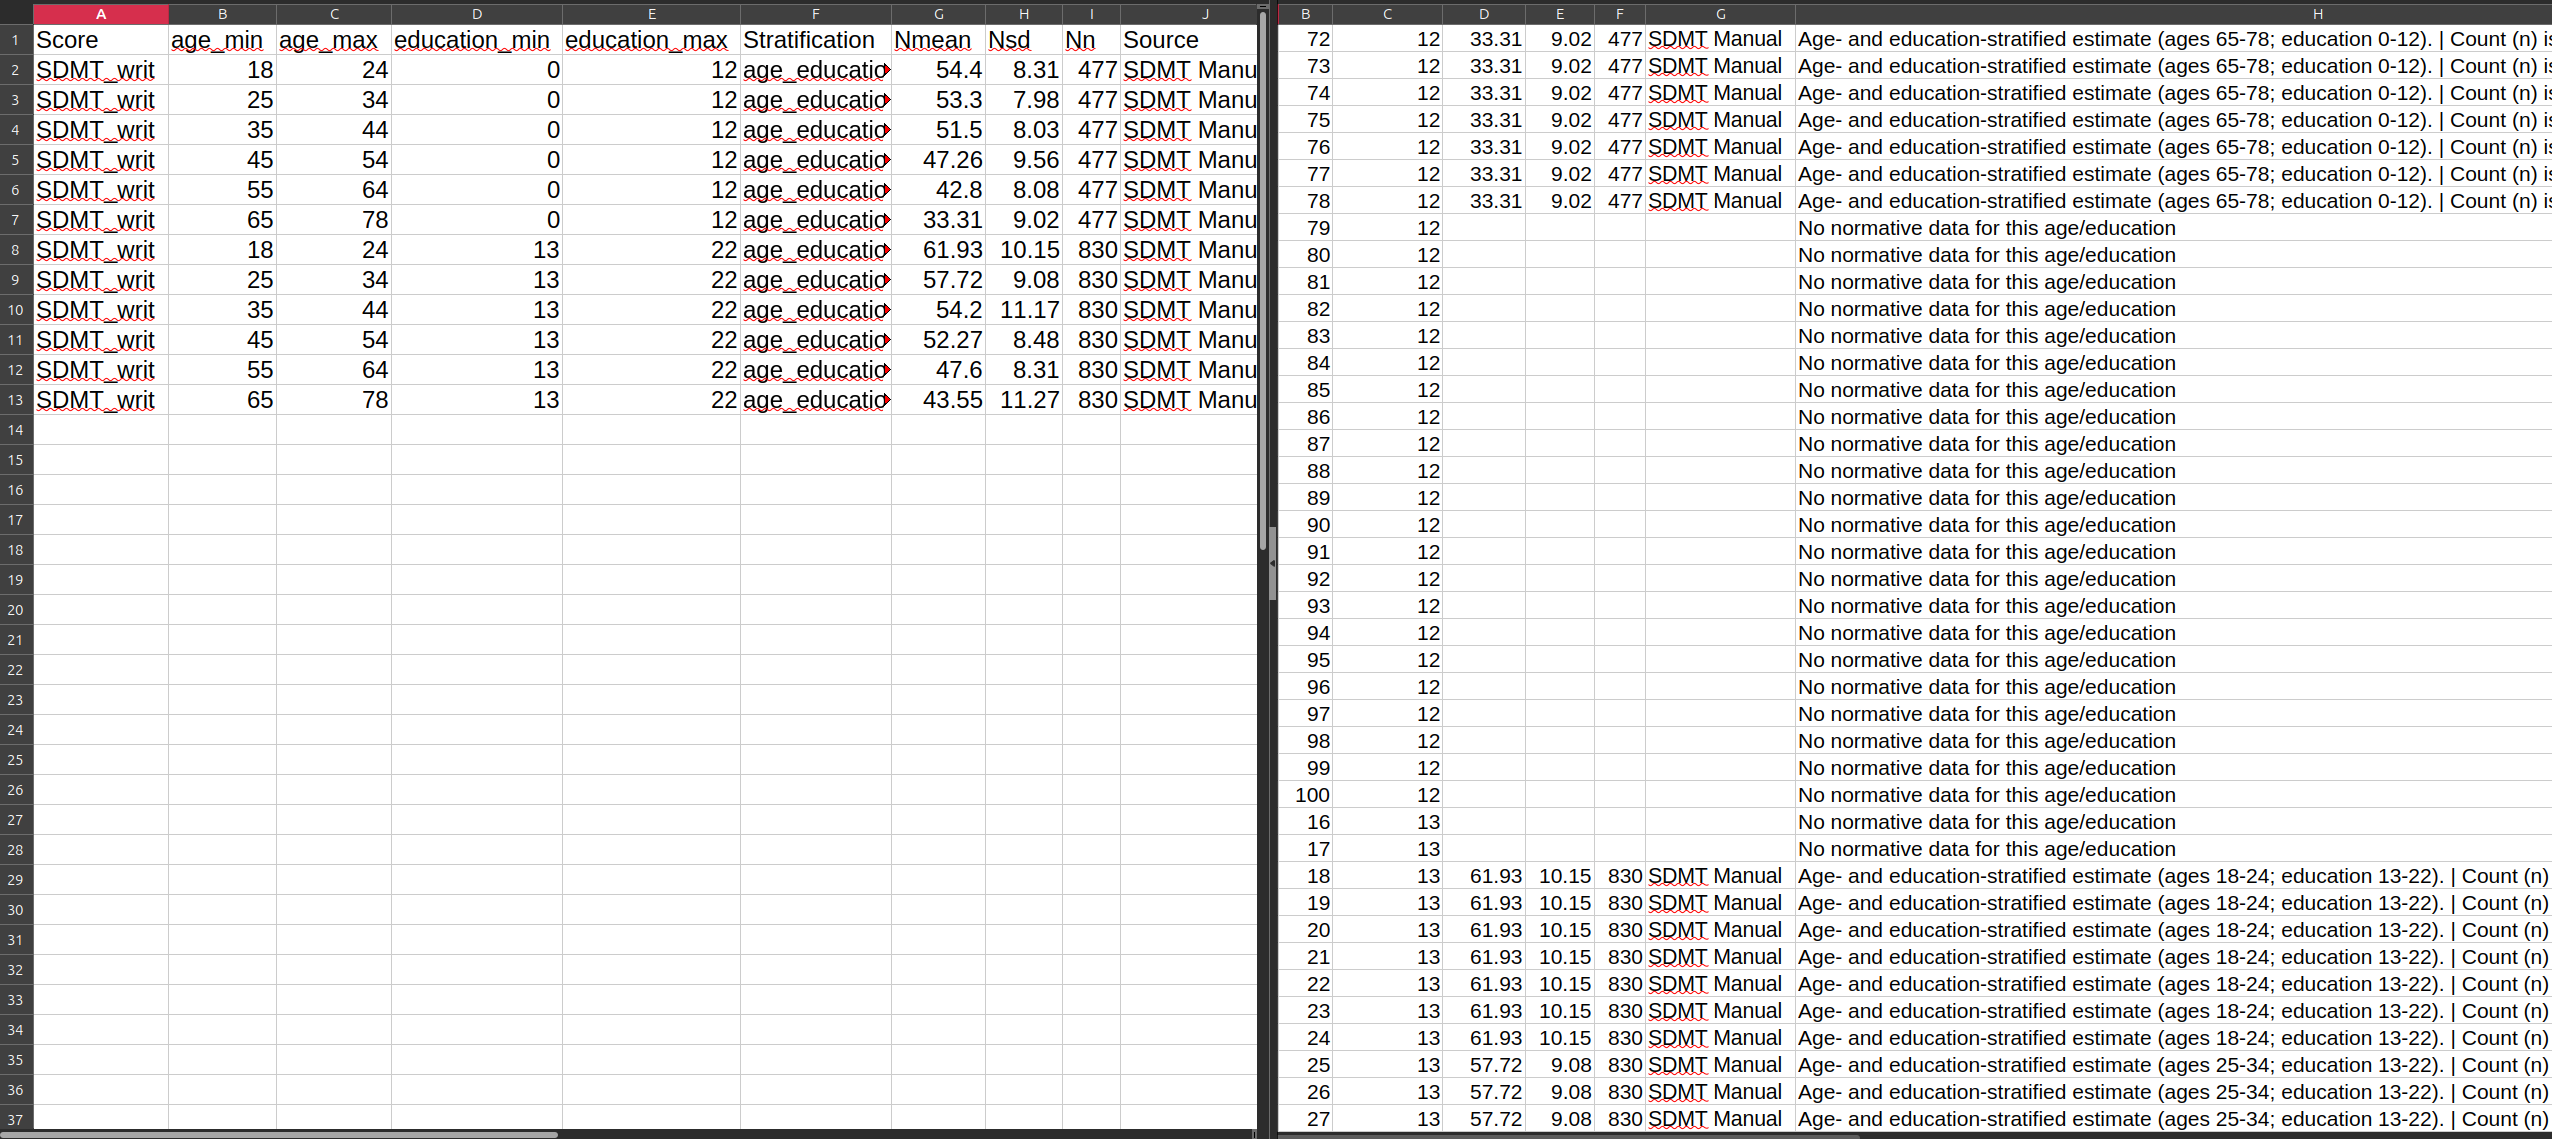 A B C D E F G H I J
1 Score age_min age_max education_min education_max Stratification Nmean Nsd Nn Source
2 SDMT_writ 18 24 0 12 age_educatio 54.4 8.31 477 SDMT Manu
3 SDMT_writ 25 34 0 12 age_educatio 53.3 7.98 477 SDMT Manu
4 SDMT_writ 35 44 0 12 age_educatio 51.5 8.03 477 SDMT Manu
5 SDMT_writ 45 54 0 12 age_educatio 47.26 9.56 477 SDMT Manu
6 SDMT_writ 55 64 0 12 age_educatio 42.8 8.08 477 SDMT Manu
7 SDMT_writ 65 78 0 12 age_educatio 33.31 9.02 477 SDMT Manu
8 SDMT_writ 18 24 13 22 age_educatio 61.93 10.15 830 SDMT Manu
9 SDMT_writ 25 34 13 22 age_educatio 57.72 9.08 830 SDMT Manu
10 SDMT_writ 35 44 13 22 age_educatio 54.2 11.17 830 SDMT Manu
11 SDMT_writ 45 54 13 22 age_educatio 52.27 8.48 830 SDMT Manu
12 SDMT_writ 55 64 13 22 age_educatio 47.6 8.31 830 SDMT Manu
13 SDMT_writ 65 78 13 22 age_educatio 43.55 11.27 830 SDMT Manu
14
15
16
17
18
19
20
21
22
23
24
25
26
27
28
29
30
31
32
33
34
35
36
37
B C D E F G H
72 12 33.31 9.02 477 SDMT Manual Age- and education-stratified estimate (ages 65-78; education 0-12). | Count (n) is
73 12 33.31 9.02 477 SDMT Manual Age- and education-stratified estimate (ages 65-78; education 0-12). | Count (n) is
74 12 33.31 9.02 477 SDMT Manual Age- and education-stratified estimate (ages 65-78; education 0-12). | Count (n) is
75 12 33.31 9.02 477 SDMT Manual Age- and education-stratified estimate (ages 65-78; education 0-12). | Count (n) is
76 12 33.31 9.02 477 SDMT Manual Age- and education-stratified estimate (ages 65-78; education 0-12). | Count (n) is
77 12 33.31 9.02 477 SDMT Manual Age- and education-stratified estimate (ages 65-78; education 0-12). | Count (n) is
78 12 33.31 9.02 477 SDMT Manual Age- and education-stratified estimate (ages 65-78; education 0-12). | Count (n) is
79 12 No normative data for this age/education
80 12 No normative data for this age/education
81 12 No normative data for this age/education
82 12 No normative data for this age/education
83 12 No normative data for this age/education
84 12 No normative data for this age/education
85 12 No normative data for this age/education
86 12 No normative data for this age/education
87 12 No normative data for this age/education
88 12 No normative data for this age/education
89 12 No normative data for this age/education
90 12 No normative data for this age/education
91 12 No normative data for this age/education
92 12 No normative data for this age/education
93 12 No normative data for this age/education
94 12 No normative data for this age/education
95 12 No normative data for this age/education
96 12 No normative data for this age/education
97 12 No normative data for this age/education
98 12 No normative data for this age/education
99 12 No normative data for this age/education
100 12 No normative data for this age/education
16 13 No normative data for this age/education
17 13 No normative data for this age/education
18 13 61.93 10.15 830 SDMT Manual Age- and education-stratified estimate (ages 18-24; education 13-22). | Count (n)
19 13 61.93 10.15 830 SDMT Manual Age- and education-stratified estimate (ages 18-24; education 13-22). | Count (n)
20 13 61.93 10.15 830 SDMT Manual Age- and education-stratified estimate (ages 18-24; education 13-22). | Count (n)
21 13 61.93 10.15 830 SDMT Manual Age- and education-stratified estimate (ages 18-24; education 13-22). | Count (n)
22 13 61.93 10.15 830 SDMT Manual Age- and education-stratified estimate (ages 18-24; education 13-22). | Count (n)
23 13 61.93 10.15 830 SDMT Manual Age- and education-stratified estimate (ages 18-24; education 13-22). | Count (n)
24 13 61.93 10.15 830 SDMT Manual Age- and education-stratified estimate (ages 18-24; education 13-22). | Count (n)
25 13 57.72 9.08 830 SDMT Manual Age- and education-stratified estimate (ages 25-34; education 13-22). | Count (n)
26 13 57.72 9.08 830 SDMT Manual Age- and education-stratified estimate (ages 25-34; education 13-22). | Count (n)
27 13 57.72 9.08 830 SDMT Manual Age- and education-stratified estimate (ages 25-34; education 13-22). | Count (n)